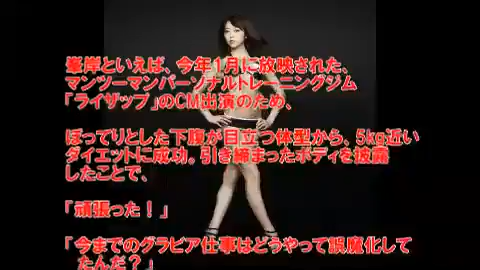 峯岸といえば、今年1月に放映された、
マンツーマンパーソナルトレーニングジム
「ライザップ」のCM出演のため、
ぽってりとした下腹が目立つ体型から、5kg近い
ダイエットに成功。引き締まったボディを披露
したことで、
「頑張った！」
「今までのグラビア仕事はどうやって誤魔化して
たんだ？」